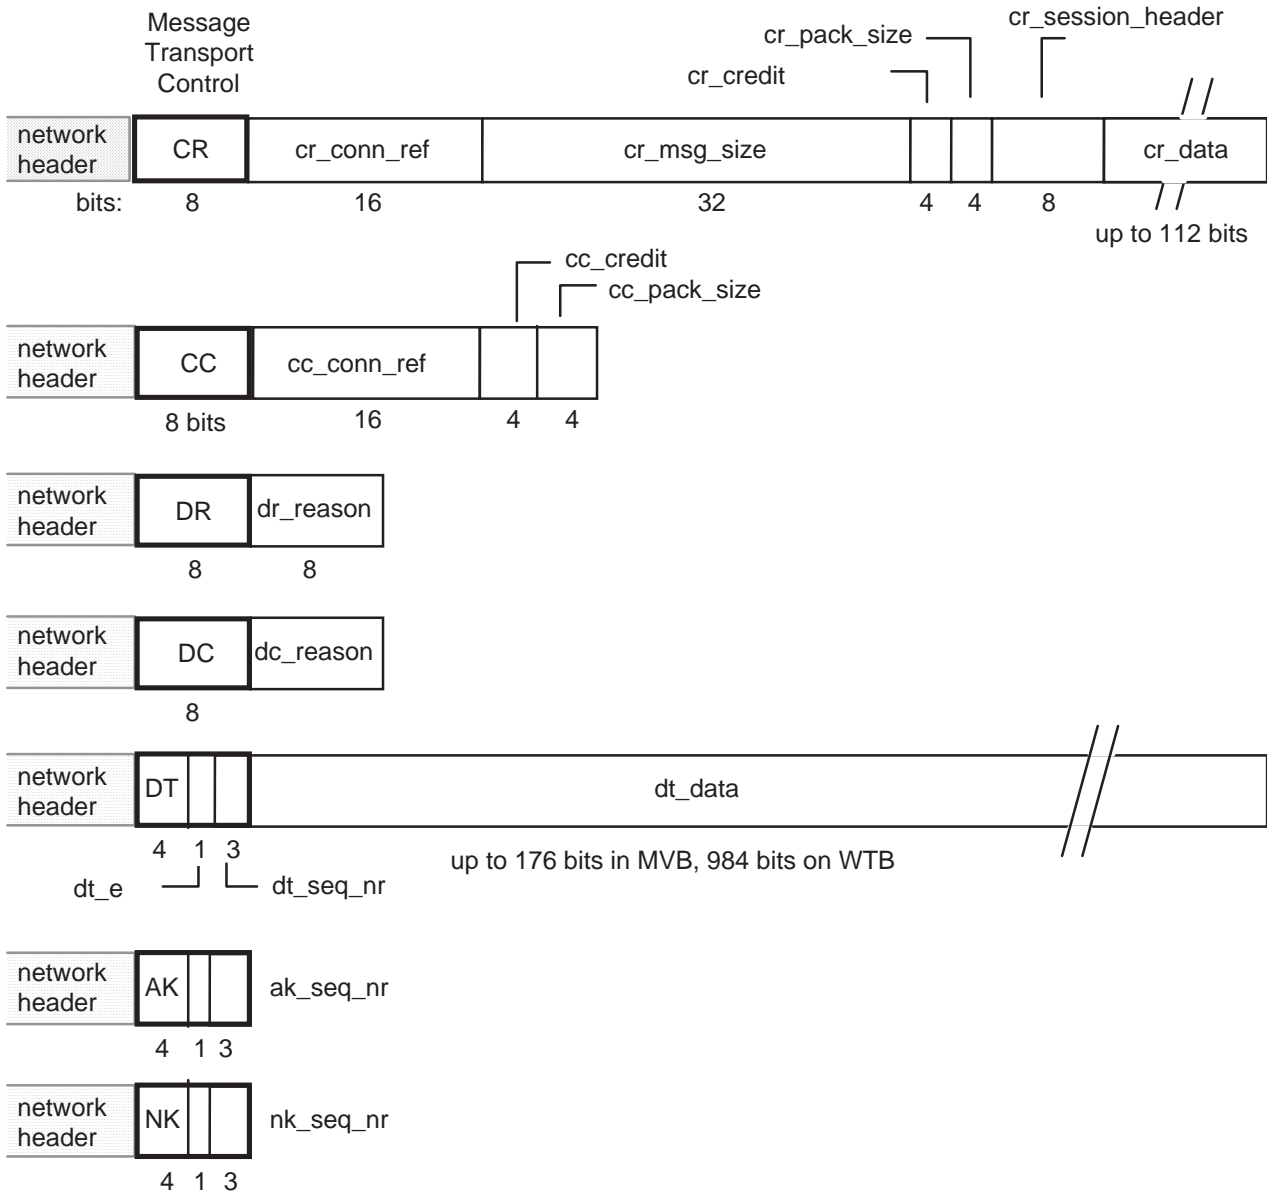 Message
Transport
Control
cr_session_header
cr_pack_size
cr_credit
network
header
CR
cr_conn_ref
cr_msg_size
cr_data
bits:
8
16
32
4
4
8
up to 112 bits
cc_credit
cc_pack_size
network
header
CC
cc_conn_ref
8 bits
16
4
4
network
header
DR
dr_reason
8
8
network
header
DC
dc_reason
8
network
header
DT
dt_data
4
1
3
up to 176 bits in MVB, 984 bits on WTB
dt_e
dt_seq_nr
network
header
AK
ak_seq_nr
4
1
3
network
header
NK
nk_seq_nr
4
1
3